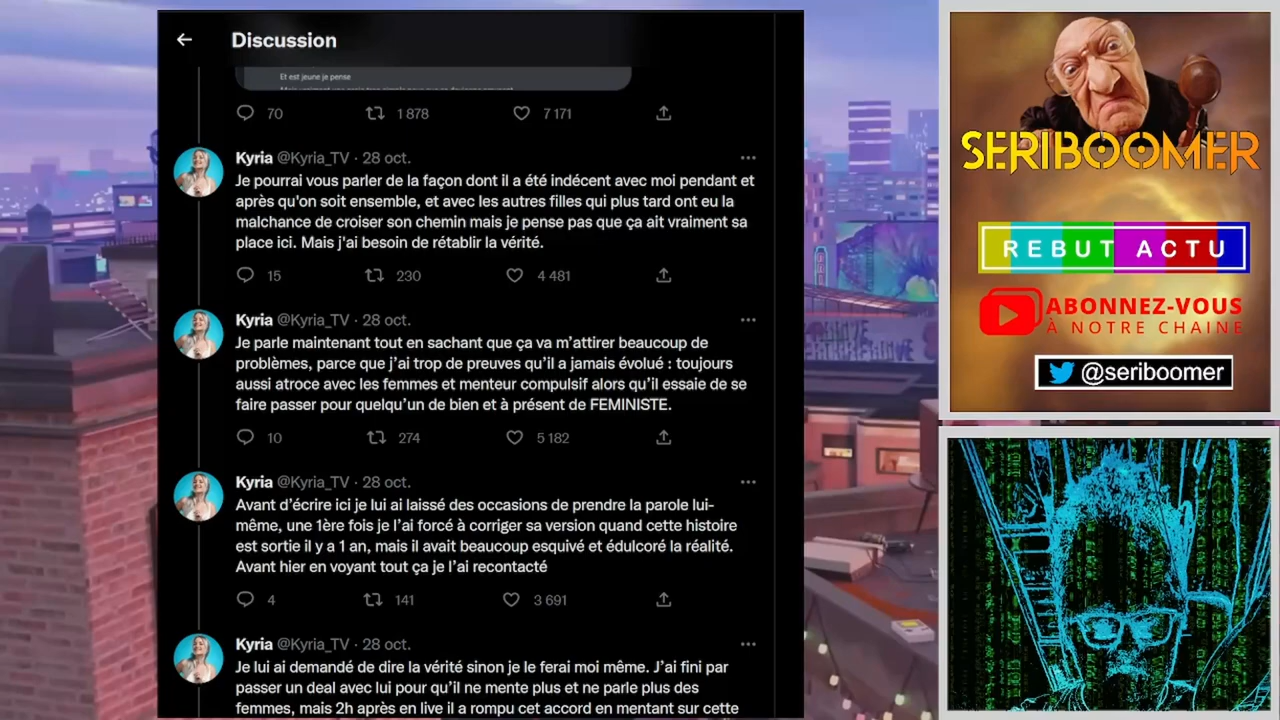 Discussion
Et est jeune je pense
70 1 878 7 171
Kyria @Kyria_TV · 28 oct.
Je pourrai vous parler de la façon dont il a été indécent avec moi pendant et
après qu'on soit ensemble, et avec les autres filles qui plus tard ont eu la
malchance de croiser son chemin mais je pense pas que ça ait vraiment sa
place ici. Mais j'ai besoin de rétablir la vérité.
15 230 4 481
Kyria @Kyria_TV · 28 oct.
Je parle maintenant tout en sachant que ça va m’attirer beaucoup de
problèmes, parce que j’ai trop de preuves qu’il a jamais évolué : toujours
aussi atroce avec les femmes et menteur compulsif alors qu’il essaie de se
faire passer pour quelqu’un de bien et à présent de FEMINISTE.
10 274 5 182
Kyria @Kyria_TV · 28 oct.
Avant d’écrire ici je lui ai laissé des occasions de prendre la parole lui-
même, une 1ère fois je l’ai forcé à corriger sa version quand cette histoire
est sortie il y a 1 an, mais il avait beaucoup esquivé et édulcoré la réalité.
Avant hier en voyant tout ça je l’ai recontacté
4 141 3 691
Kyria @Kyria_TV · 28 oct.
Je lui ai demandé de dire la vérité sinon je le ferai moi même. J’ai fini par
passer un deal avec lui pour qu’il ne mente plus et ne parle plus des
femmes, mais 2h après en live il a rompu cet accord en mentant sur cette
SERIBOOMER
REBUT ACTU
ABONNEZ-VOUS
À NOTRE CHAINE
@seriboomer